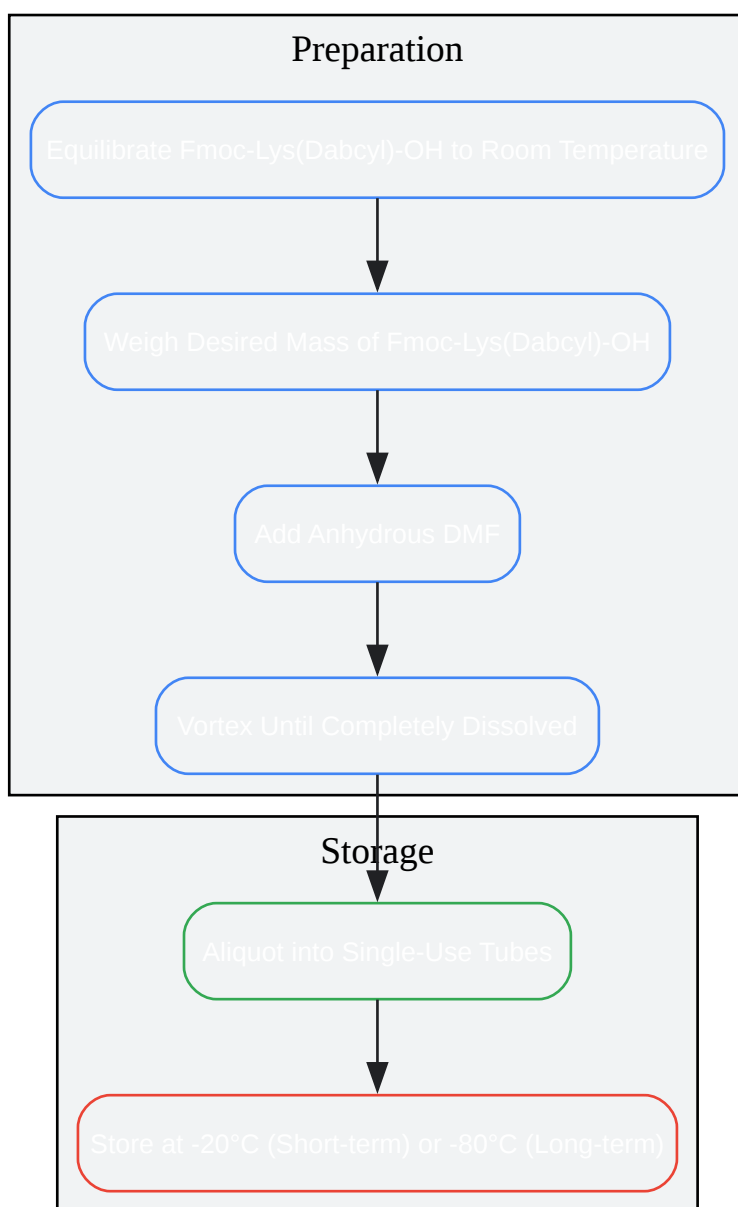 Preparation
Equilibrate Fmoc-Lys(Dabcyl)-OH to Room Temperature
Weigh Desired Mass of Fmoc-Lys(Dabcyl)-OH
Add Anhydrous DMF
Vortex Until Completely Dissolved
Storage
Aliquot into Single-Use Tubes
Store at -20°C (Short-term) or -80°C (Long-term)